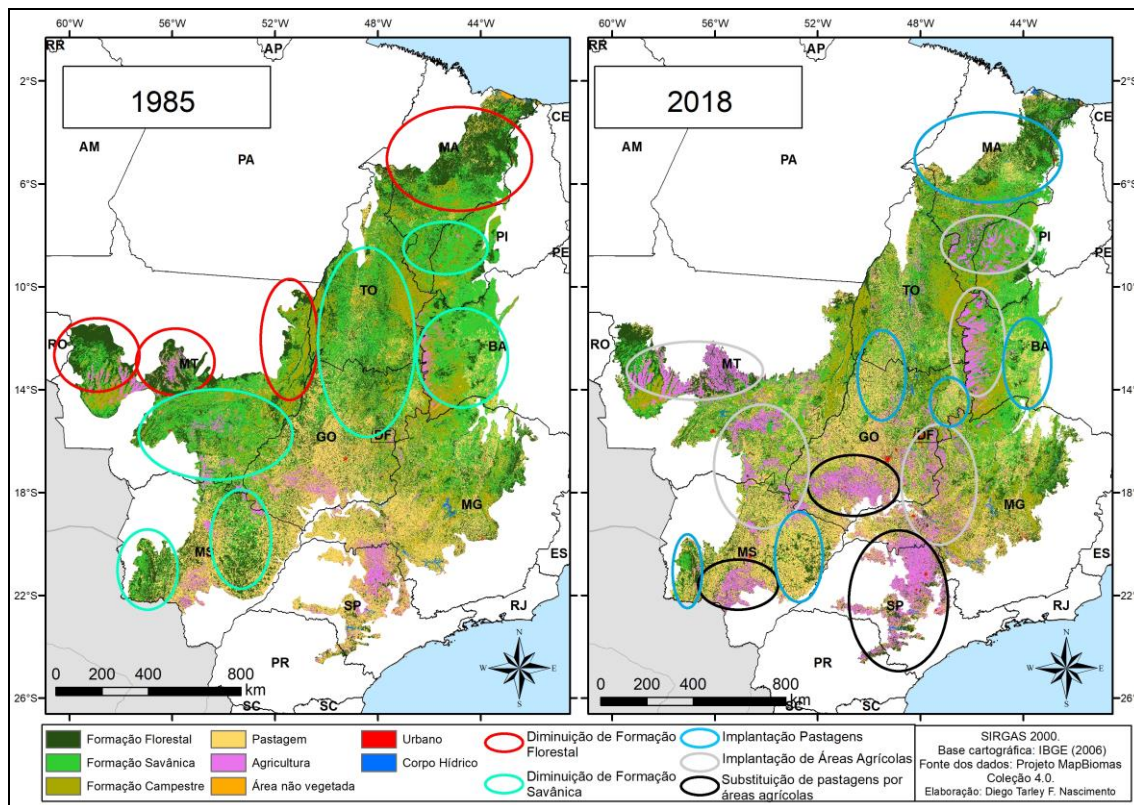 60°W 56°W 52°W 48°W 44°W
60°W 56°W 52°W 48°W 44°W
RR
AP
RR
AP
1985
2018
2°S
2°S
CE
CE
AM
PA
MA
AM
PA
MA
6°S
6°S
PI
PE
PI
PE
TO
TO
10°S
10°S
RO
MT
BA
RO
MT
BA
14°S
14°S
GO
DF
GO
DF
18°S
18°S
MG
MG
MS
ES
MS
ES
22°S
22°S
SP
RJ
SP
RJ
PR
PR
N
W E
S
N
W E
S
0 200 400 600 800
km
0 200 400 600 800
km
26°S
26°S
SC
SC
SC
SC
Formação Florestal
Formação Savânica
Formação Campestre
Pastagem
Agricultura
Área não vegetada
Urbano
Corpo Hídrico
Diminuição de Formação
Florestal
Diminuição de Formação
Savânica
Implantação Pastagens
Implantação de Áreas Agrícolas
Substituição de pastagens por
áreas agrícolas
SIRGAS 2000.
Base cartográfica: IBGE (2006)
Fonte dos dados: Projeto MapBiomas
Coleção 4.0.
Elaboração: Diego Tarley F. Nascimento